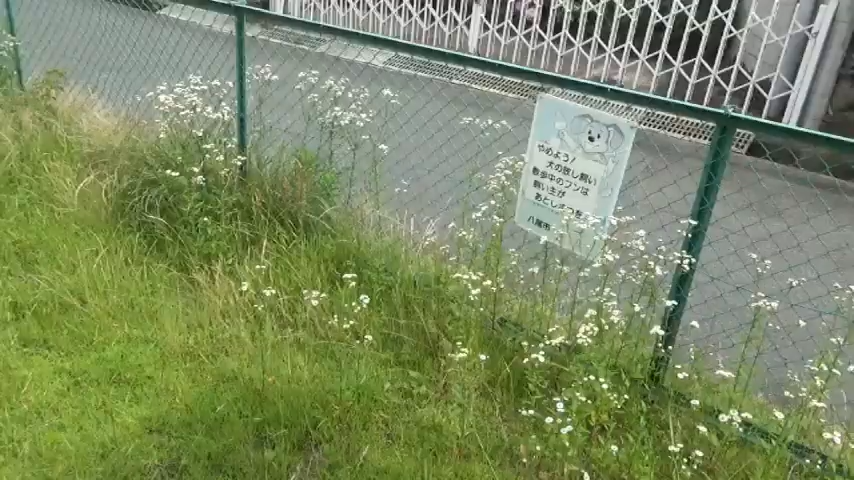 やめよう!
犬の放し飼い
散歩中のフンは
飼い主が
あとしまつを
八尾市